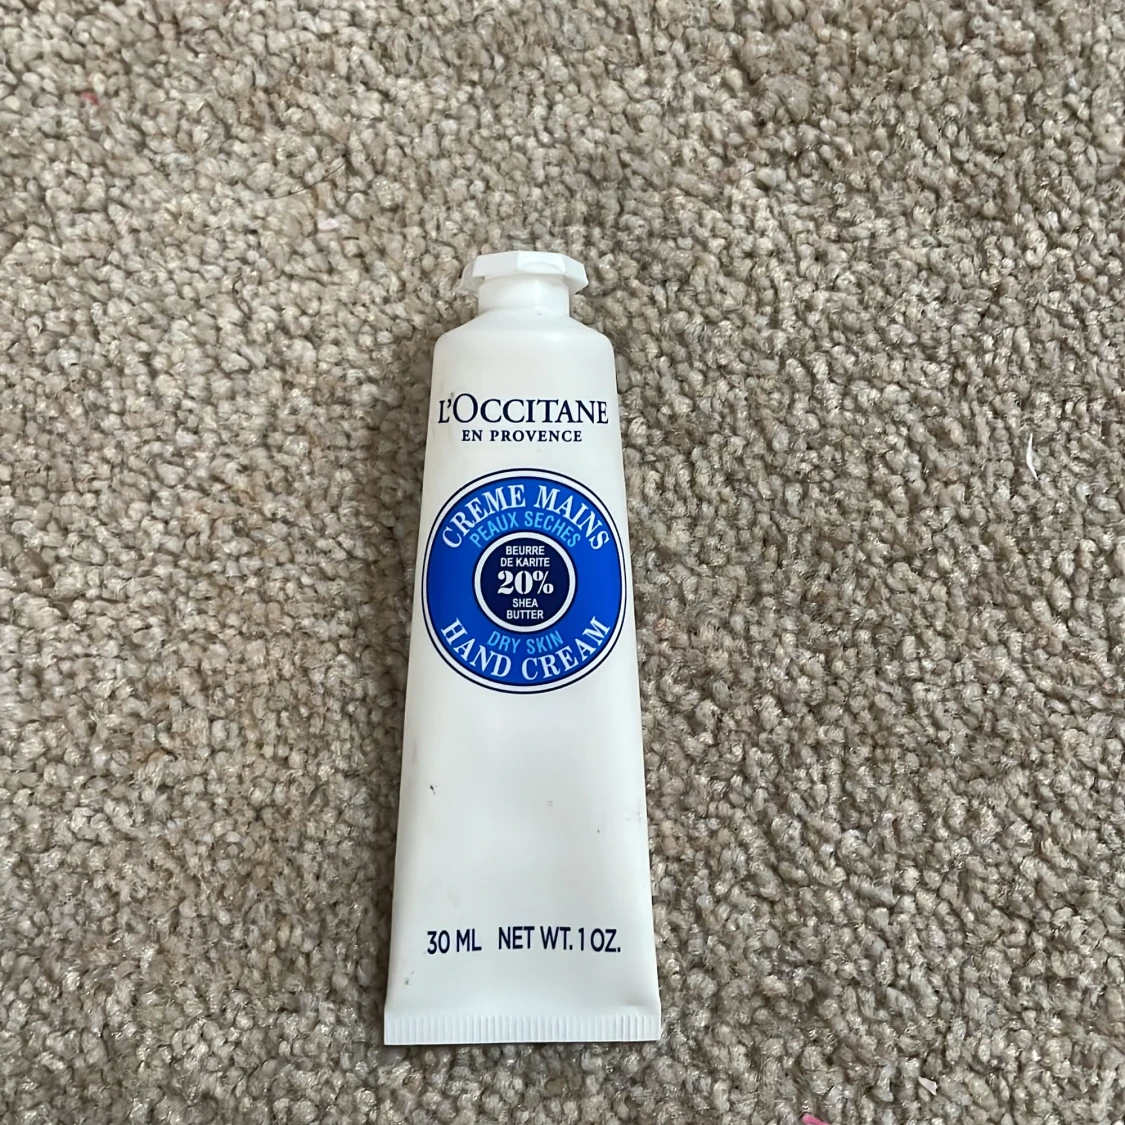 L'OCCITANE
EN PROVENCE
CREME MAINS
PEAUX SECHES
BEURRE
DE KARITE
20%
SHEA
BUTTER
DRY SKIN
HAND CREAM
30 ML NET WT. 1 OZ.